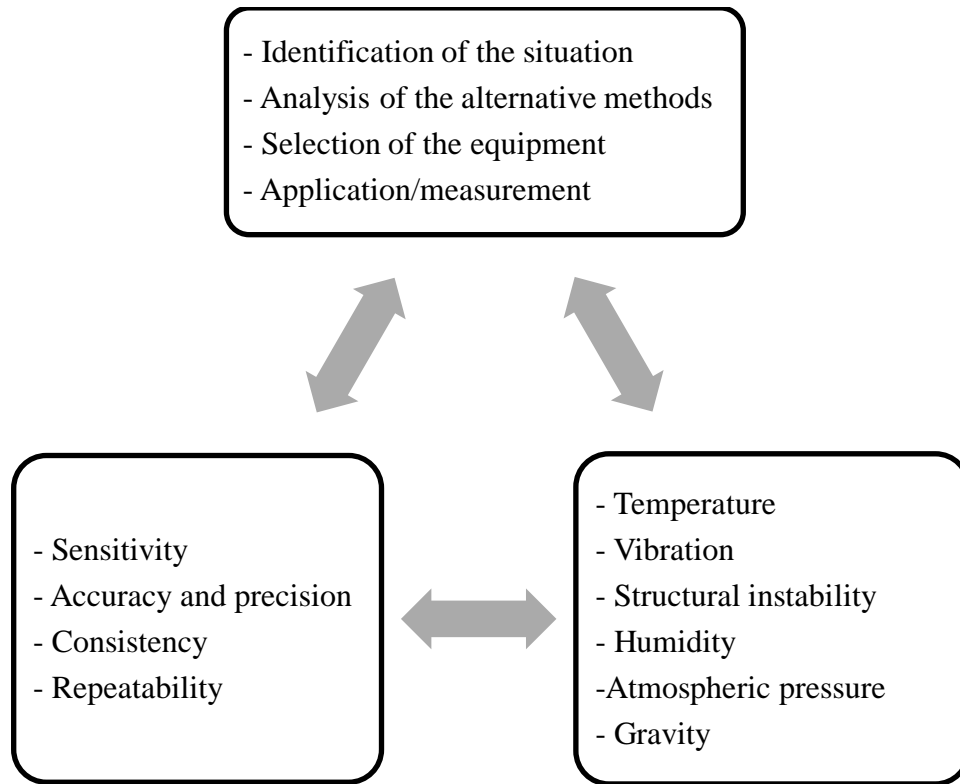 - Identification of the situation
- Analysis of the alternative methods
- Selection of the equipment
- Application/measurement
- Sensitivity
- Accuracy and precision
- Consistency
- Repeatability
- Temperature
- Vibration
- Structural instability
- Humidity
-Atmospheric pressure
- Gravity